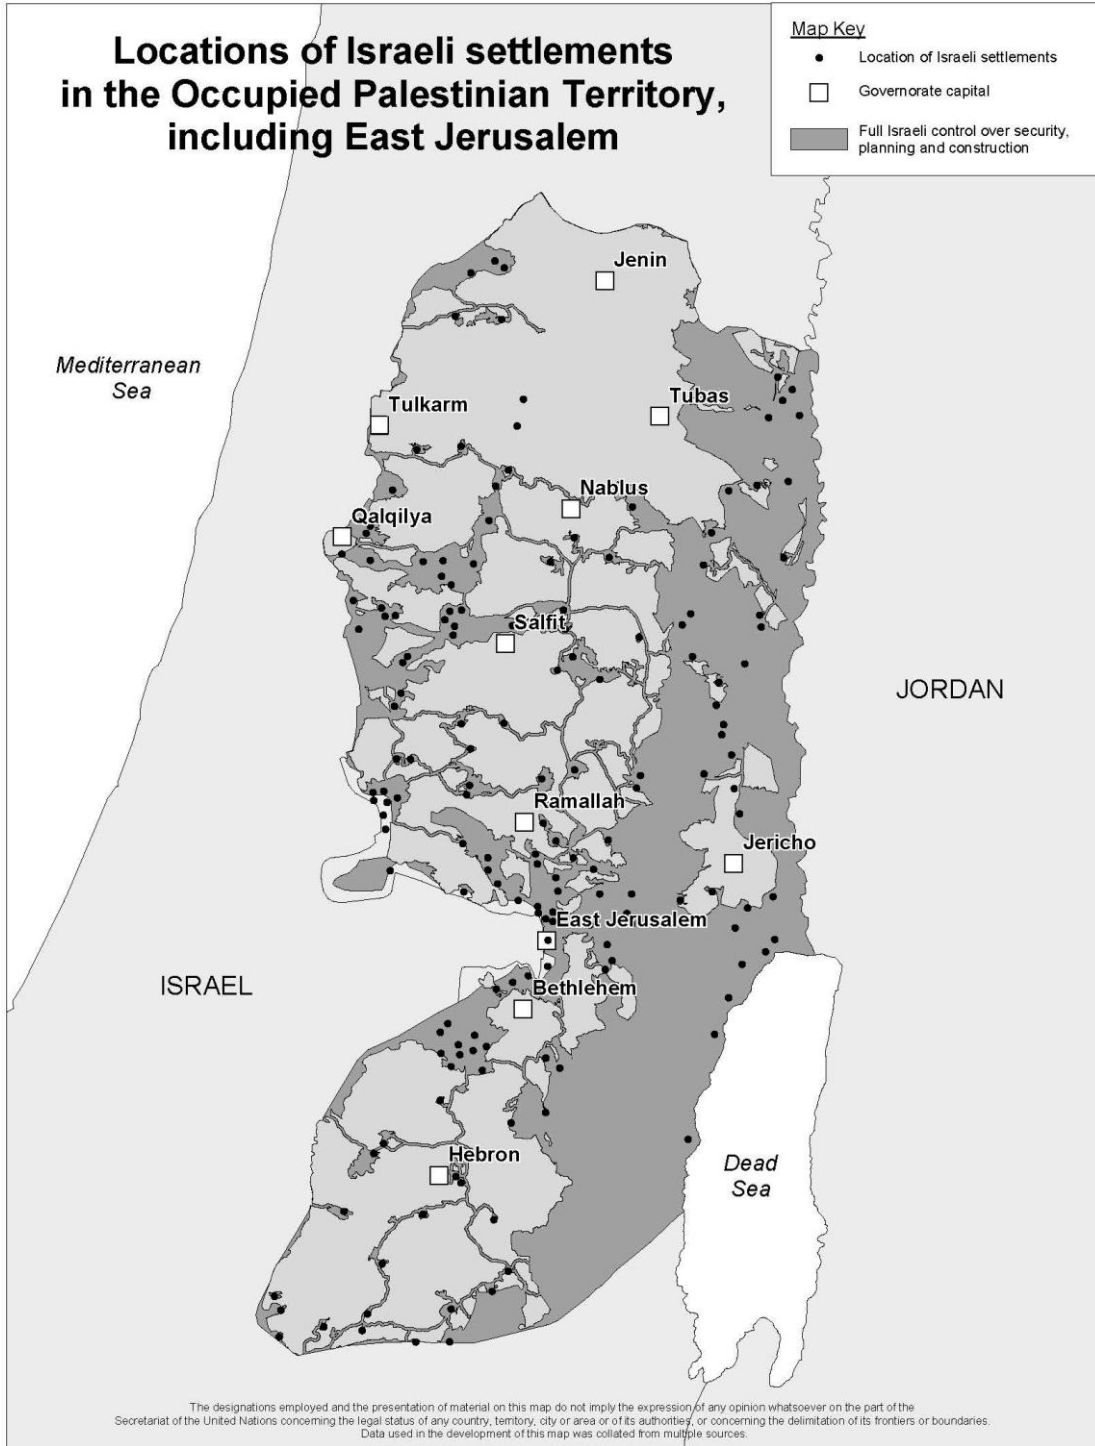 Locations of Israeli settlements
in the Occupied Palestinian Territory,
including East Jerusalem
Map Key
Location of Israeli settlements
Governorate capital
Full Israeli control over security,
planning and construction
Jenin
Mediterranean
Sea
Tulkarm
Tubas
Nablus
Qalqilya
Salfit
JORDAN
Ramallah
Jericho
East Jerusalem
ISRAEL
Bethlehem
Hebron
Dead
Sea
The designations employed and the presentation of material on this map do not imply the expression of any opinion whatsoever on the part of the
Secretariat of the United Nations concerning the legal status of any country, territory, city or area or of its authorities, or concerning the delimitation of its frontiers or boundaries.
Data used in the development of this map was collated from multiple sources.